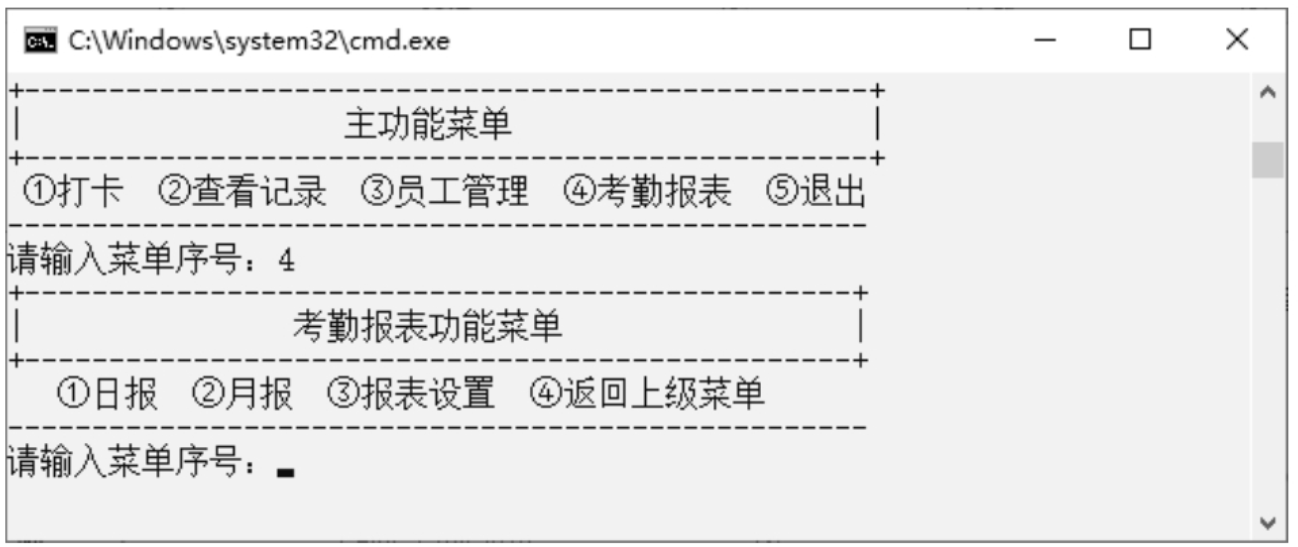 C:\Windows\system32\cmd.exe
+--------------------------------------------------+
| 主功能菜单 |
+--------------------------------------------------+
①打卡 ②查看记录 ③员工管理 ④考勤报表 ⑤退出
---------------------------------------------------
请输入菜单序号：4
+-------------------------------------------------+
| 考勤报表功能菜单 |
+-------------------------------------------------+
①日报 ②月报 ③报表设置 ④返回上级菜单
---------------------------------------------------
请输入菜单序号：